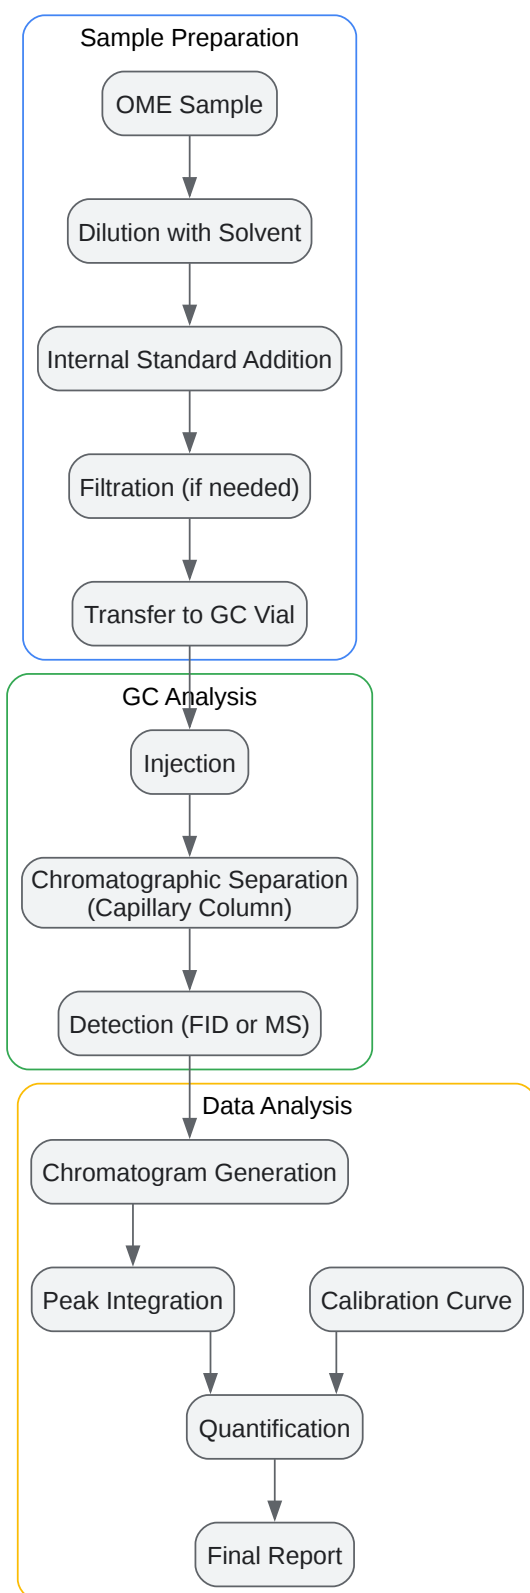 Sample Preparation
OME Sample
Dilution with Solvent
Internal Standard Addition
Filtration (if needed)
Transfer to GC Vial
GC Analysis
Injection
Chromatographic Separation
(Capillary Column)
Detection (FID or MS)
Data Analysis
Chromatogram Generation
Peak Integration
Calibration Curve
Quantification
Final Report